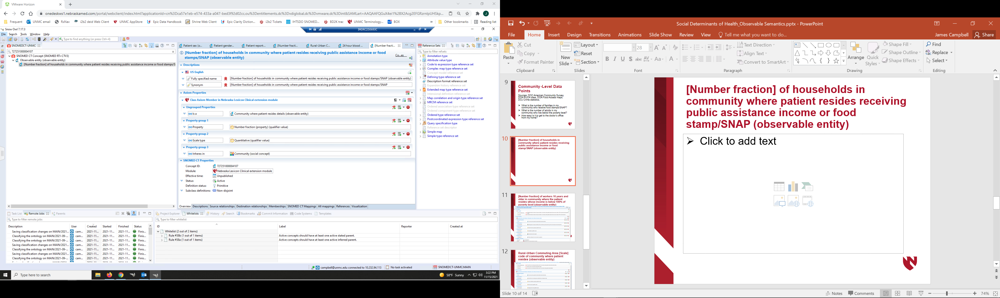 VMware Horizon
onedeskws1.nebraskamed.com/portal/webclient/index.html?applicationId=cn%3Dca57e1eb-e574-433a-a047-bed3f92d02cc,ou%3Dentitlements,dc%3Dvdiglobal,dc%3Dvmware,dc%3Dint&SAMLart=AAQAAFQGuX4ei1%2BX2Acg2EFGRzrnlpUHSkp...
Frequent UNMC email RxNav i2b2 deid Web Client UNMC AppStore Epic Data Handbook Shrine Web Client Epic Clarity Diction... i2b2 Tickets IHTSDO SNOMED... BD2K trac UNMC Terminology... BOX » Other bookmarks Reading list
Snow Owl 7.17.3
IMDRC25069JC
File Search Tools Window Help
Type to find anything (or press Ctrl+4)
SNOMEDCT-UNMC
727251000004107
SNOMED CT Concept (SNOMED RT+CTV3)
Observable entity (observable entity)
[Number fraction] of households in community where patient resides receiving public assistance income or food stamps/S
Patient sex (o... Patient gender... Patient report: [Number fracti... Rural-Urban C... 24 hour blood ... [Number fracti...
[Number fraction] of households in community where patient resides receiving public assistance income or food
stamps/SNAP (observable entity)
Co...es
Descriptions
US English
Fully specified name [Number fraction] of households in community where patient resides receiving public assistance income or food stamps/SNAP (observable entity)
Synonym [Number fraction] of households in community where patient resides receiving public assistance income or food stamps/SNAP
Axiom Properties
Class Axiom Member in Nebraska Lexicon Clinical extension module
Ungrouped Properties
Is a Community where patient resides details (observable entity)
Property group 1
Property Number fraction (property) (qualifier value)
Property group 2
Scale type Quantitative (qualifier value)
Property group 3
Inheres in Community (social concept)
SNOMED CT Properties
Concept ID: 727251000004107
Module: Nebraska Lexicon Clinical extension module
Effective time: Unpublished
Status: Active
Definition status: Primitive
Subclass definitions: Non-disjoint
Overview Descriptions Source relationships Destination relationships Memberships SNOMED CT Mappings All mappings References Visualization
Reference Sets
Type to filter refsets
Annotation type
Attribute value type
Code to expression type reference set
Complex map type reference set
Concept model reference set
Defining type reference set
Description format reference set
Expansion history reference set
Extended map type reference set
Intensional definition reference set
Map correlation and origin type reference set
MRCM reference set
Ordered association type reference set
Ordered component type reference set
Ordered type reference set
Postcoordinated expression type reference set
Query specification type
Reference set descriptor
Simple map
Simple type reference set
Task List Remote Jobs Parents
Type to filter remote jobs
Description User Created Started Finished Status
Saving classification changes on MAIN/2021... cam... 2021-11... 2021-11... 2021-11... Finis...
Classifying the ontology on MAIN/2021-09-... cam... 2021-11... 2021-11... 2021-11... Finis...
Classifying the ontology on MAIN/2021-09-... cam... 2021-11... 2021-11... 2021-11... Finis...
Saving classification changes on MAIN/2021... cam... 2021-11... 2021-11... 2021-11... Finis...
Classifying the ontology on MAIN/2021-09-... cam... 2021-11... 2021-11... 2021-11... Finis...
Saving classification changes on MAIN/2021... cam... 2021-11... 2021-11... 2021-11... Finis...
Classifying the ontology on MAIN/2021-09-... cam... 2021-11... 2021-11... 2021-11... Finis...
Project Explorer Whitelists History Search Bookmarks Commit Information Code Systems Templates
Type to filter whitelist
ID Label Reporter Created at
Whitelist (2 out of 2 items)
Rule #38b (1 out of 1 items) Active concepts should have at least one active stated parent.
Rule #38a (1 out of 1 items) Active concepts should have at least one active inferred parent.
campbell@unmc.edu connected to 10.232.94.113 No task activated SNOMEDCT-UNMC:MAIN
Type here to search
58°F Sunny
3:22 PM
11/15/2021
Social Determinants of Health_Observable Semantics.pptx - PowerPoint
File Home Insert Design Transitions Animations Slide Show Review View Tell me what you want to do... James Campbell Share
Paste
Cut
Copy
Format Painter
Clipboard
New
Slide
Layout
Reset
Section
Slides
28
B I U S abc AV Aa A
Font
Text Direction
Align Text
Convert to SmartArt
Paragraph
Arrange
Quick
Styles
Shape Fill
Shape Outline
Shape Effects
Drawing
Find
Replace
Select
Editing
9
Community-Level Data
Points
Sources: DOC American Community Survey,
DOA RUCA class, DOA Food Access maps,
DOJ Crime statistics,
What is the number of families in my
community who receive food stamps/SNAP?
What is the number of adults in my
community who live below the poverty level?
How easy is it get to the doctor's office
from my home?
10
[Number fraction] of households in
community where patient resides receiving
public assistance income or food
stamp/SNAP (observable entity)
11
[Number fraction] of workers 16 years and
older in community where the patient
resides whose income is below 100% of
poverty level (observable entity)
12
Rural-Urban Commuting Area [Scale]
code of community where patient
resides (observable entity)
[Number fraction] of households in
community where patient resides receiving
public assistance income or food
stamp/SNAP (observable entity)
Click to add text
Slide 10 of 14
Notes Comments 74%